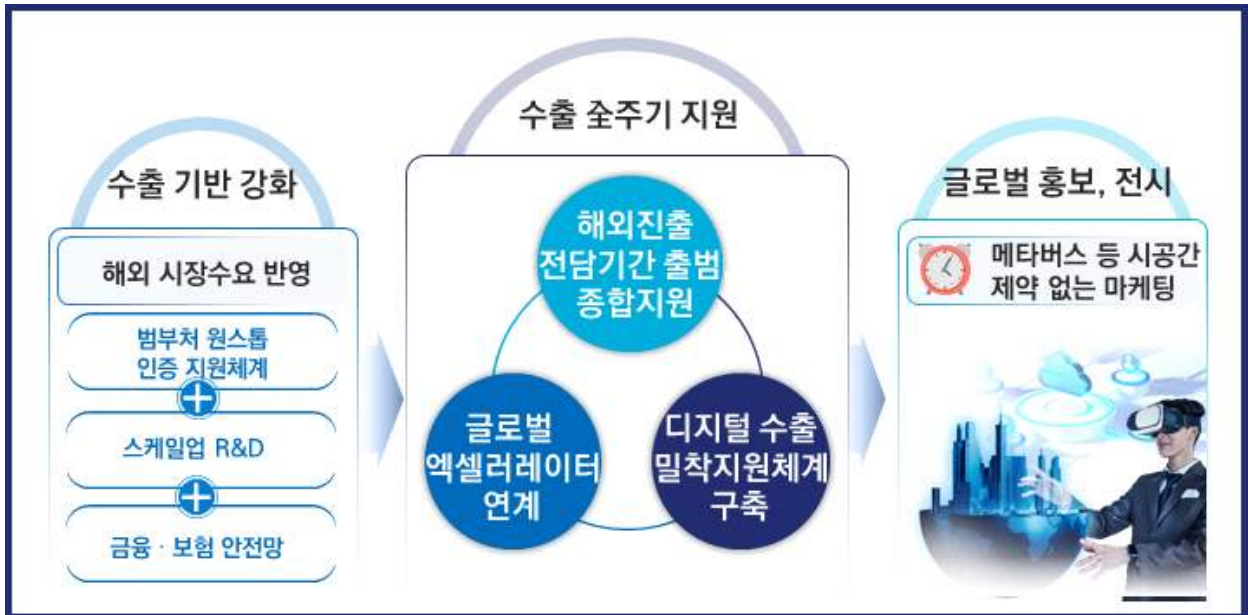 수출 기반 강화
해외 시장수요 반영
범부처 원스톱
인증 지원체계
스케일업 R&D
금융 · 보험 안전망
수출 全주기 지원
해외진출
전담기간 출범
종합지원
글로벌
엑셀러레이터
연계
디지털 수출
밀착지원체계
구축
글로벌 홍보, 전시
메타버스 등 시공간
제약 없는 마케팅